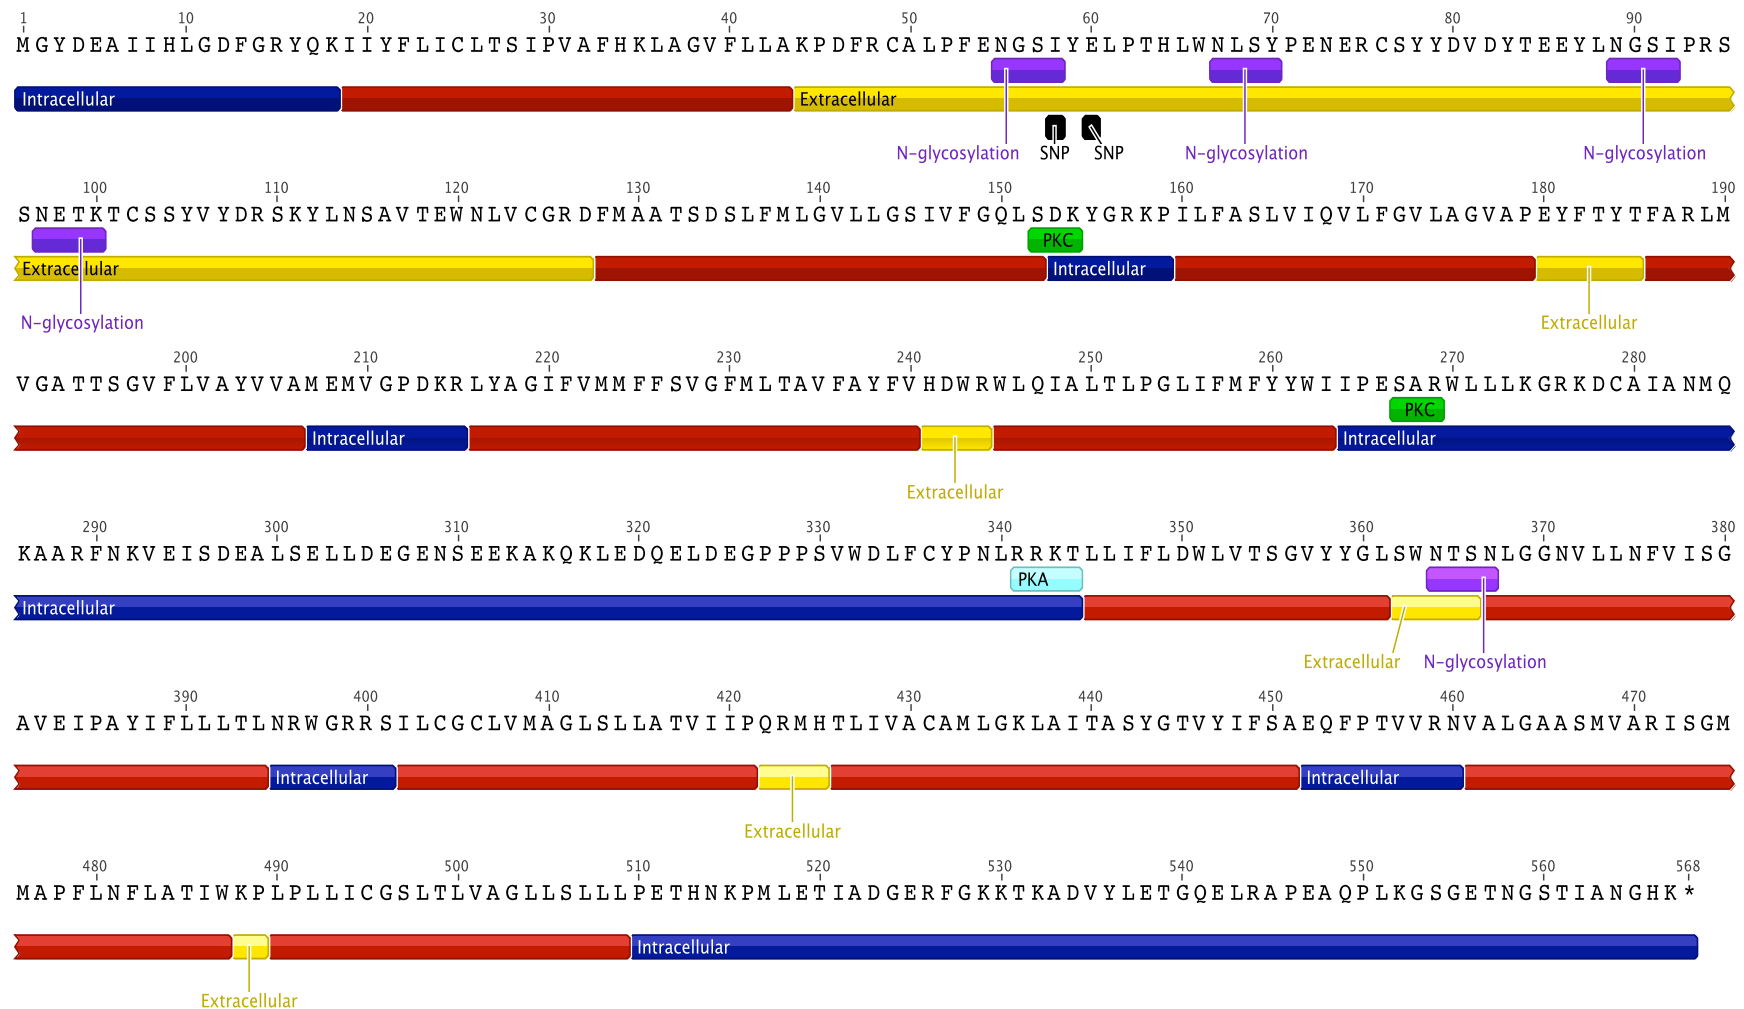 1 10 20 30 40 50 60 70 80 90
MGYDEAIIHLGDFGRYQKIIYFLICLTSIPVAFHKLAGVFLLAKPDFRCALPFENGSIYELPTHLWNLSYPENERCSYYDVDYTEEYLNGSIPRS
Intracellular Extracellular
N-glycosylation SNP SNP N-glycosylation N-glycosylation
100 110 120 130 140 150 160 170 180 190
SNETKTCSSYVYDRSKYLNSAVTEWNLVCGRDFMAATSDSLFMLGVLLGSIVFGQLSDKYGRKPILFASLVIQVLFGVLAGVAPEYFTYTFARLM
PKC
Extracellular Intracellular
N-glycosylation Extracellular
200 210 220 230 240 250 260 270 280
VGATTSGVFLVAYVVAMEMVGPDKRLYAGIFVMMFFSVGFMLTAVFAYFVHDWRWLQIALTLPGLIFMFYYWIIPESARWLLLKGRKDCAIANMQ
PKC
Intracellular Intracellular
Extracellular
290 300 310 320 330 340 350 360 370 380
KAARFNKVEISDEALSELLDEGENSEEKAKQKLEDQELDEGPPPSVWDLFCYPNLRRKTLLIFLDWLVTSGVYYGLSWNTSNLGGNVLLNFVISG
PKA
Intracellular
Extracellular N-glycosylation
390 400 410 420 430 440 450 460 470
AVEIPAYIFLLLTLNRWGRRSILCGCLVMAGLSLLATVIIPQRMHTLIVACAMLGKLAITASYGTVYIFSAEQFPTVVRNVALGAASMVARISGM
Intracellular Intracellular
Extracellular
480 490 500 510 520 530 540 550 560 568
MAPFLNFLATIWKPLPLLICGSLTLVAGLLSLLLPETHNKPMLETIADGERFGKKTKADVYLETGQELRAPEAQPLKGSGETNGSTIANGHK*
Intracellular
Extracellular